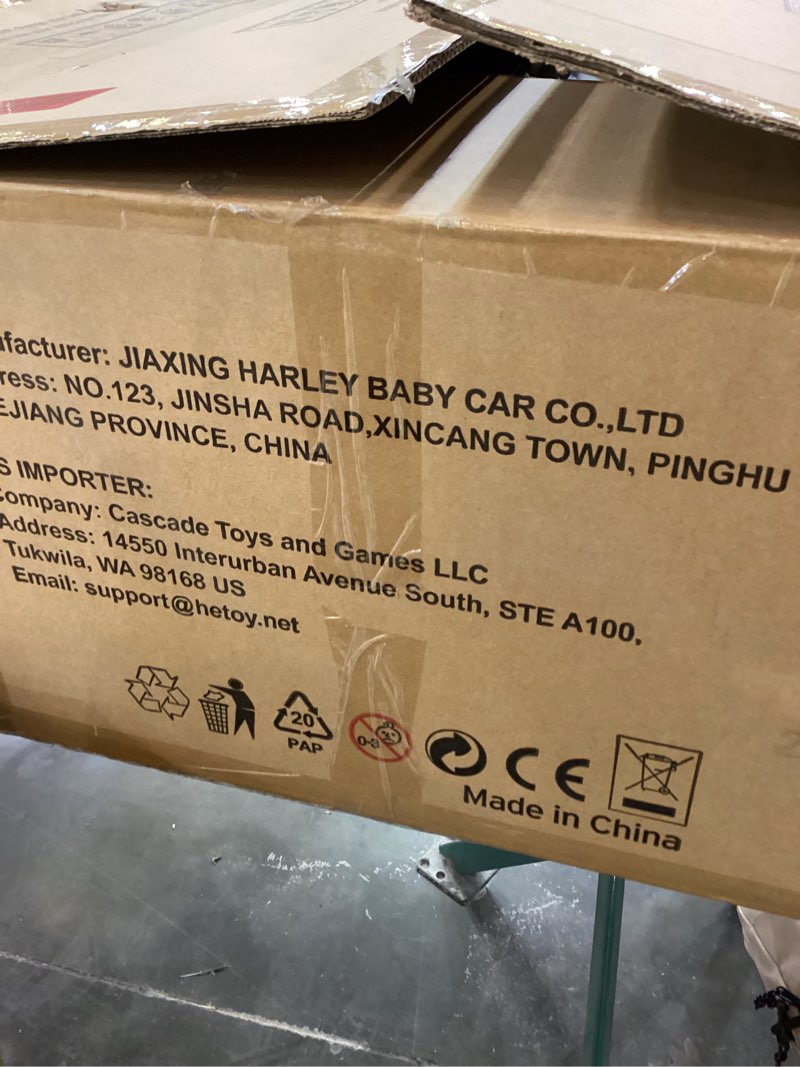 ufacturer: JIAXING HARLEY BABY CAR CO.,LTD
ress: NO.123, JINSHA ROAD,XINCANG TOWN, PINGHU
EJIANG PROVINCE, CHINA
S IMPORTER:
Company: Cascade Toys and Games LLC
Address: 14550 Interurban Avenue South, STE A100,
Tukwila, WA 98168 US
Email: support@hetoy.net
20
PAP
0-3
CE
Made in China